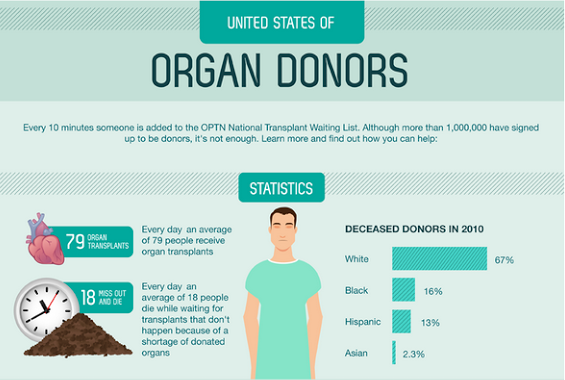 UNITED STATES OF
ORGAN DONORS
Every 10 minutes someone is added to the OPTN National Transplant Waiting List. Although more than 1,000,000 have signed
up to be donors, it's not enough. Learn more and find out how you can help:
STATISTICS
79 ORGAN
TRANSPLANTS
Every day an average
of 79 people receive
organ transplants
18 MISS OUT
AND DIE
Every day an
average of 18 people
die while waiting for
transplants that don't
happen because of a
shortage of donated
organs
DECEASED DONORS IN 2010
White 67%
Black 16%
Hispanic 13%
Asian 2.3%